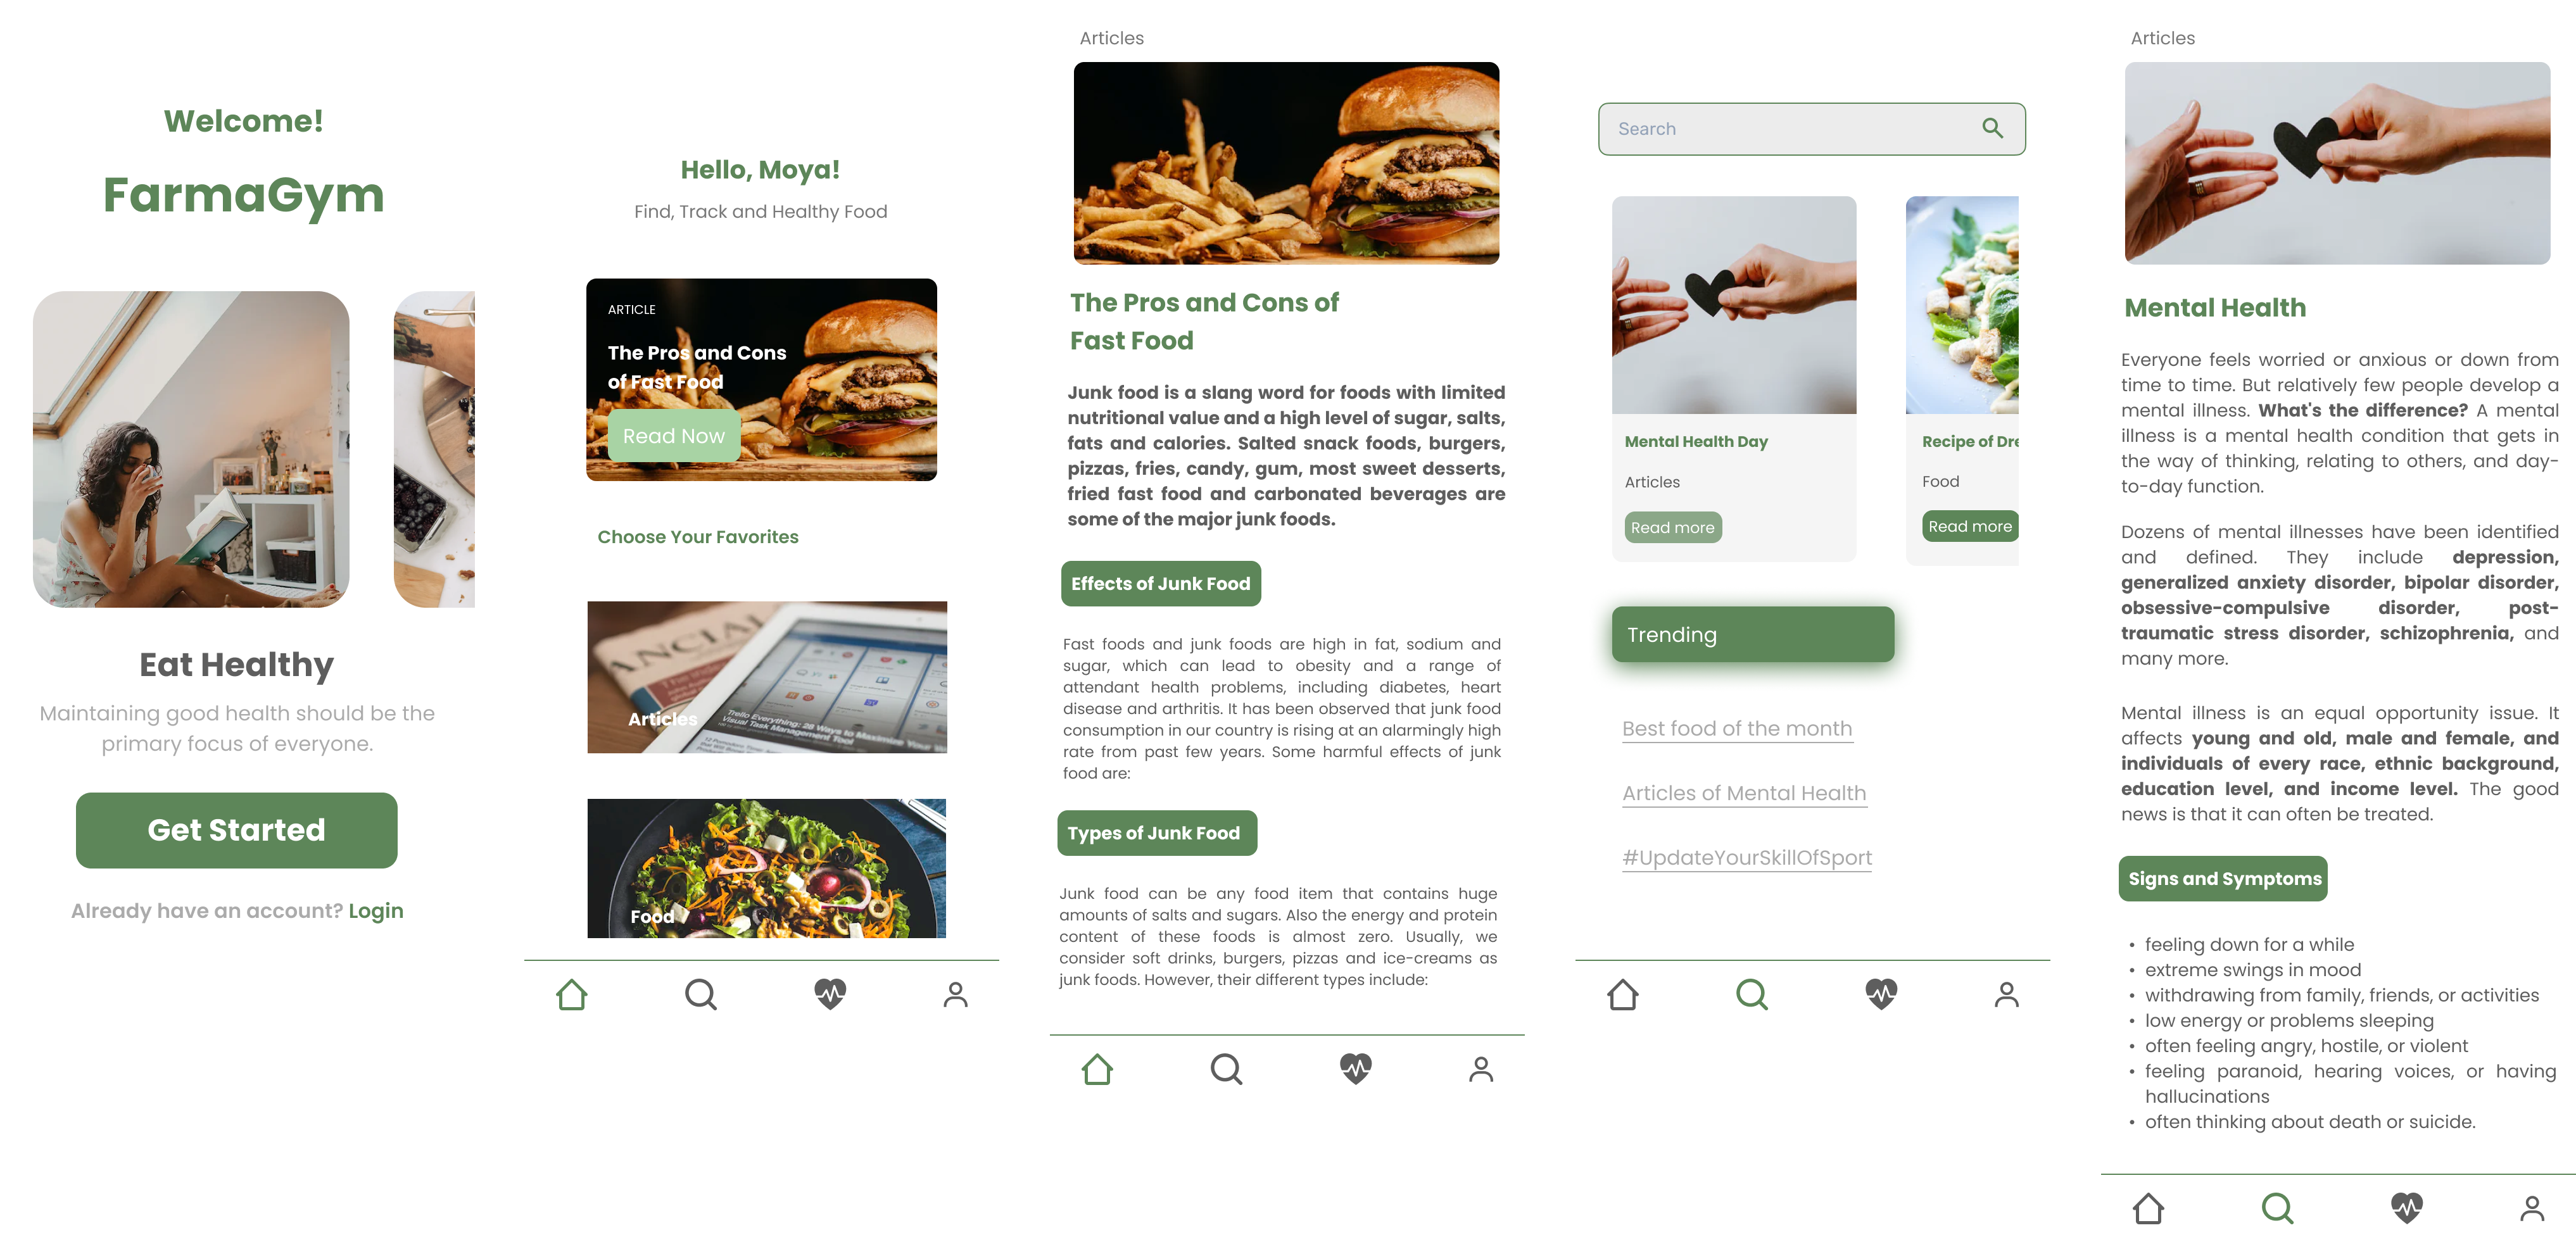 Welcome!
FarmaGym
Eat Healthy
Maintaining good health should be the
primary focus of everyone.
Get Started
Already have an account? Login
Hello, Moya!
Find, Track and Healthy Food
ARTICLE
The Pros and Cons
of Fast Food
Read Now
Choose Your Favorites
ANCIAL
Trello Everything: 28 Ways to Maximize Your
Visual Task Management Tool
Articles
Food
Articles
The Pros and Cons of
Fast Food
Junk food is a slang word for foods with limited
nutritional value and a high level of sugar, salts,
fats and calories. Salted snack foods, burgers,
pizzas, fries, candy, gum, most sweet desserts,
fried fast food and carbonated beverages are
some of the major junk foods.
Effects of Junk Food
Fast foods and junk foods are high in fat, sodium and
sugar, which can lead to obesity and a range of
attendant health problems, including diabetes, heart
disease and arthritis. It has been observed that junk food
consumption in our country is rising at an alarmingly high
rate from past few years. Some harmful effects of junk
food are:
Types of Junk Food
Junk food can be any food item that contains huge
amounts of salts and sugars. Also the energy and protein
content of these foods is almost zero. Usually, we
consider soft drinks, burgers, pizzas and ice-creams as
junk foods. However, their different types include:
Search
Mental Health Day
Articles
Read more
Recipe of Dre
Food
Read more
Trending
Best food of the month
Articles of Mental Health
#UpdateYourSkillOfSport
Articles
Mental Health
Everyone feels worried or anxious or down from
time to time. But relatively few people develop a
mental illness. What's the difference? A mental
illness is a mental health condition that gets in
the way of thinking, relating to others, and day-
to-day function.
Dozens of mental illnesses have been identified
and defined. They include depression,
generalized anxiety disorder, bipolar disorder,
obsessive-compulsive disorder, post-
traumatic stress disorder, schizophrenia, and
many more.
Mental illness is an equal opportunity issue. It
affects young and old, male and female, and
individuals of every race, ethnic background,
education level, and income level. The good
news is that it can often be treated.
Signs and Symptoms
• feeling down for a while
• extreme swings in mood
• withdrawing from family, friends, or activities
• low energy or problems sleeping
• often feeling angry, hostile, or violent
• feeling paranoid, hearing voices, or having
hallucinations
• often thinking about death or suicide.